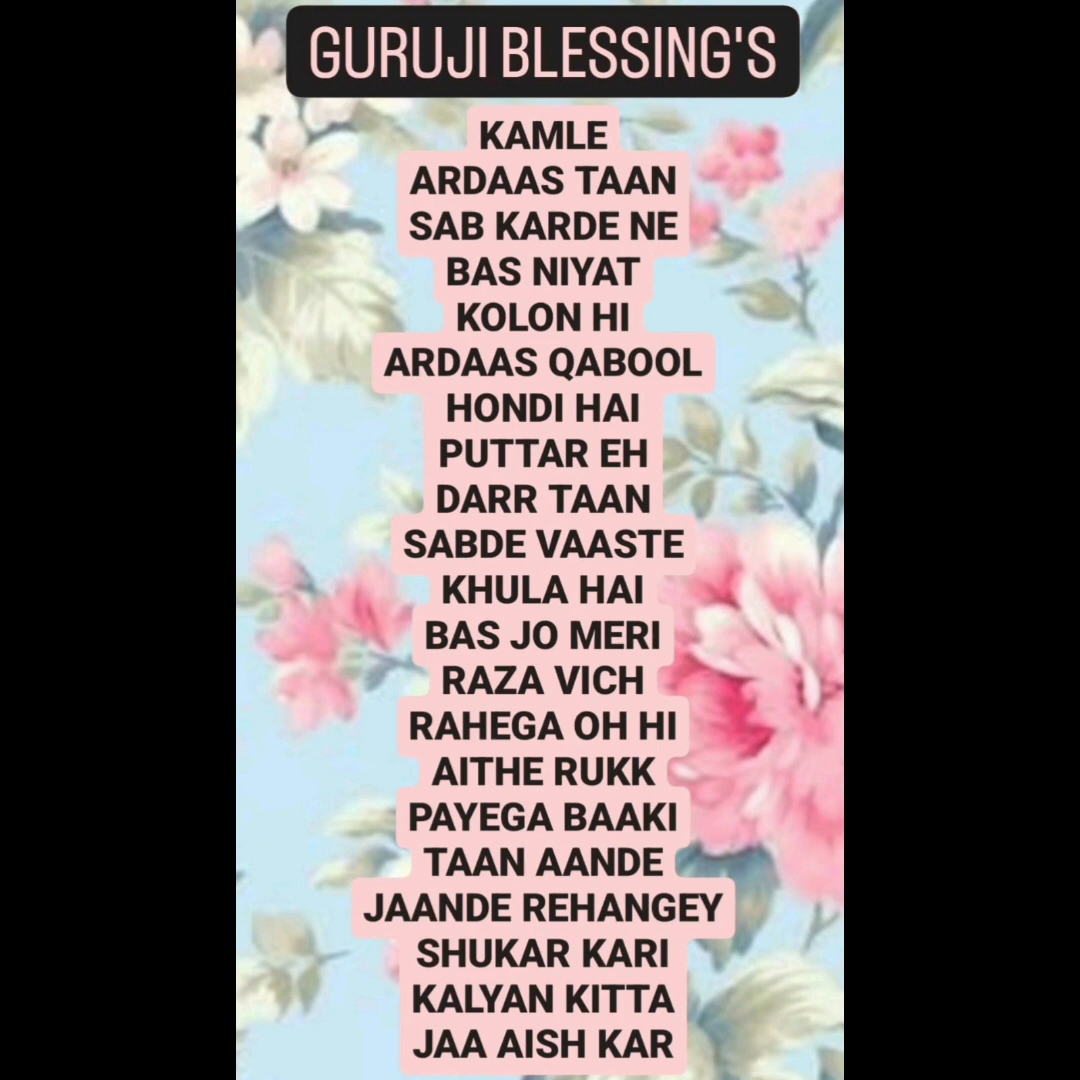 GURUJI BLESSING'S
KAMLE
ARDAAS TAAN
SAB KARDE NE
BAS NIYAT
KOLON HI
ARDAAS QABOOL
HONDI HAI
PUTTAR EH
DARR TAAN
SABDE VAASTE
KHULA HAI
BAS JO MERI
RAZA VICH
RAHEGA OH HI
AITHE RUKK
PAYEGA BAAKI
TAAN AANDE
JAANDE REHANGEY
SHUKAR KARI
KALYAN KITTA
JAA AISH KAR